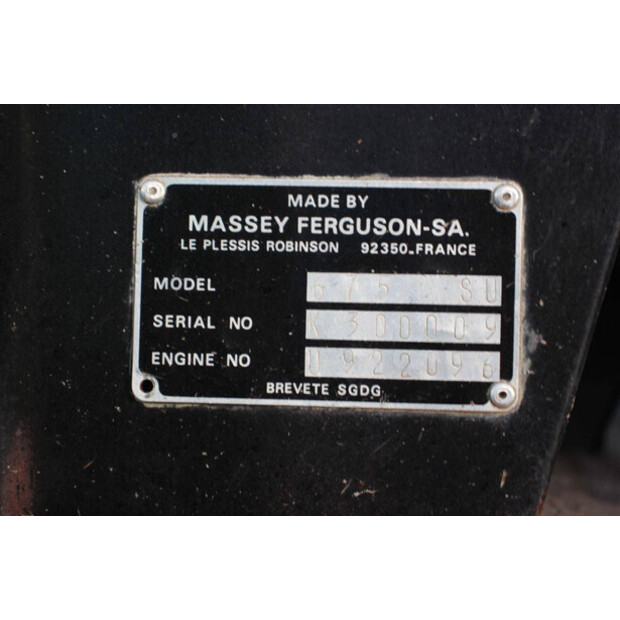 MADE BY
MASSEY FERGUSON-SA.
LE PLESSIS ROBINSON 92350-FRANCE
MODEL 675 SU
SERIAL NO K300009
ENGINE NO U922096
BREVETE SGDG